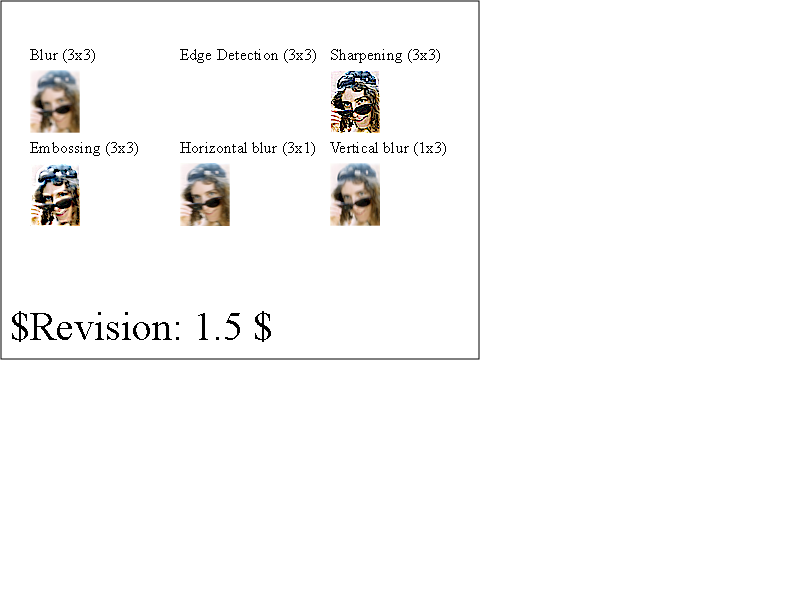 Blur (3x3) Edge Detection (3x3) Sharpening (3x3)
Embossing (3x3) Horizontal blur (3x1) Vertical blur (1x3)
$Revision: 1.5 $